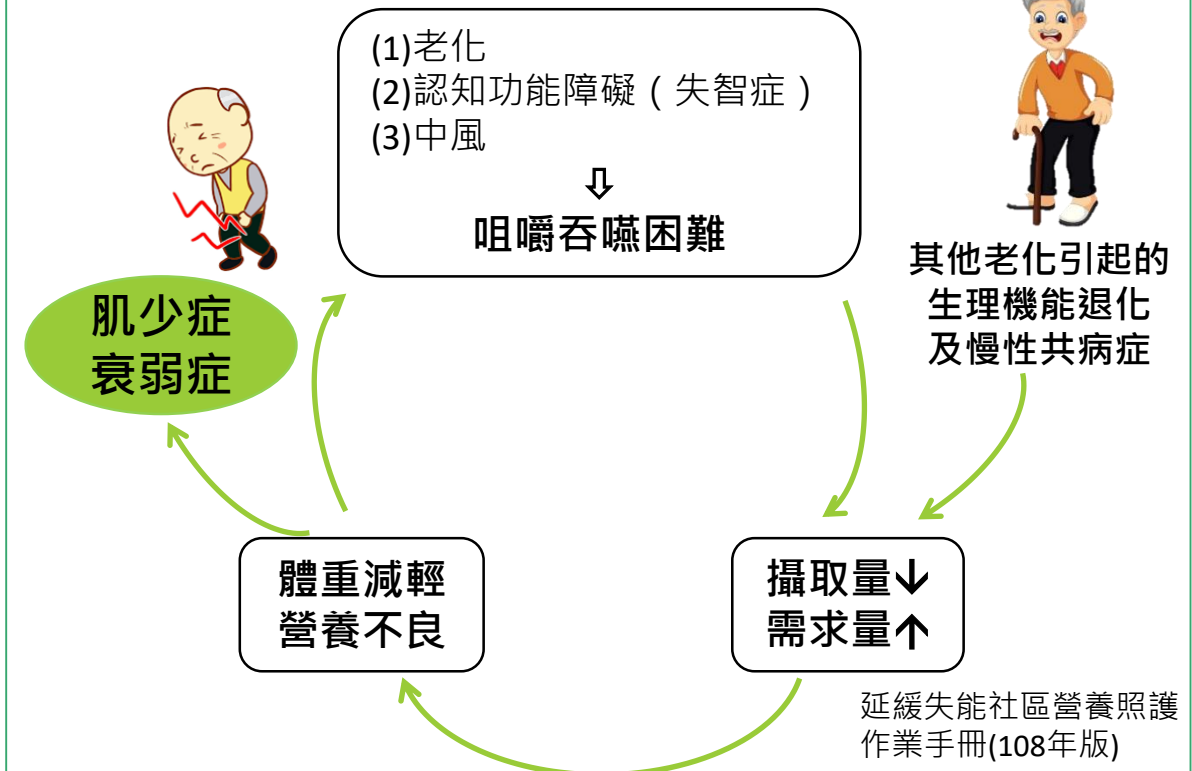 (1)老化
(2)認知功能障礙（失智症）
(3)中風
⇩
咀嚼吞嚥困難
其他老化引起的
生理機能退化
及慢性共病症
肌少症
衰弱症
體重減輕
營養不良
攝取量↓
需求量↑
延緩失能社區營養照護
作業手冊(108年版)